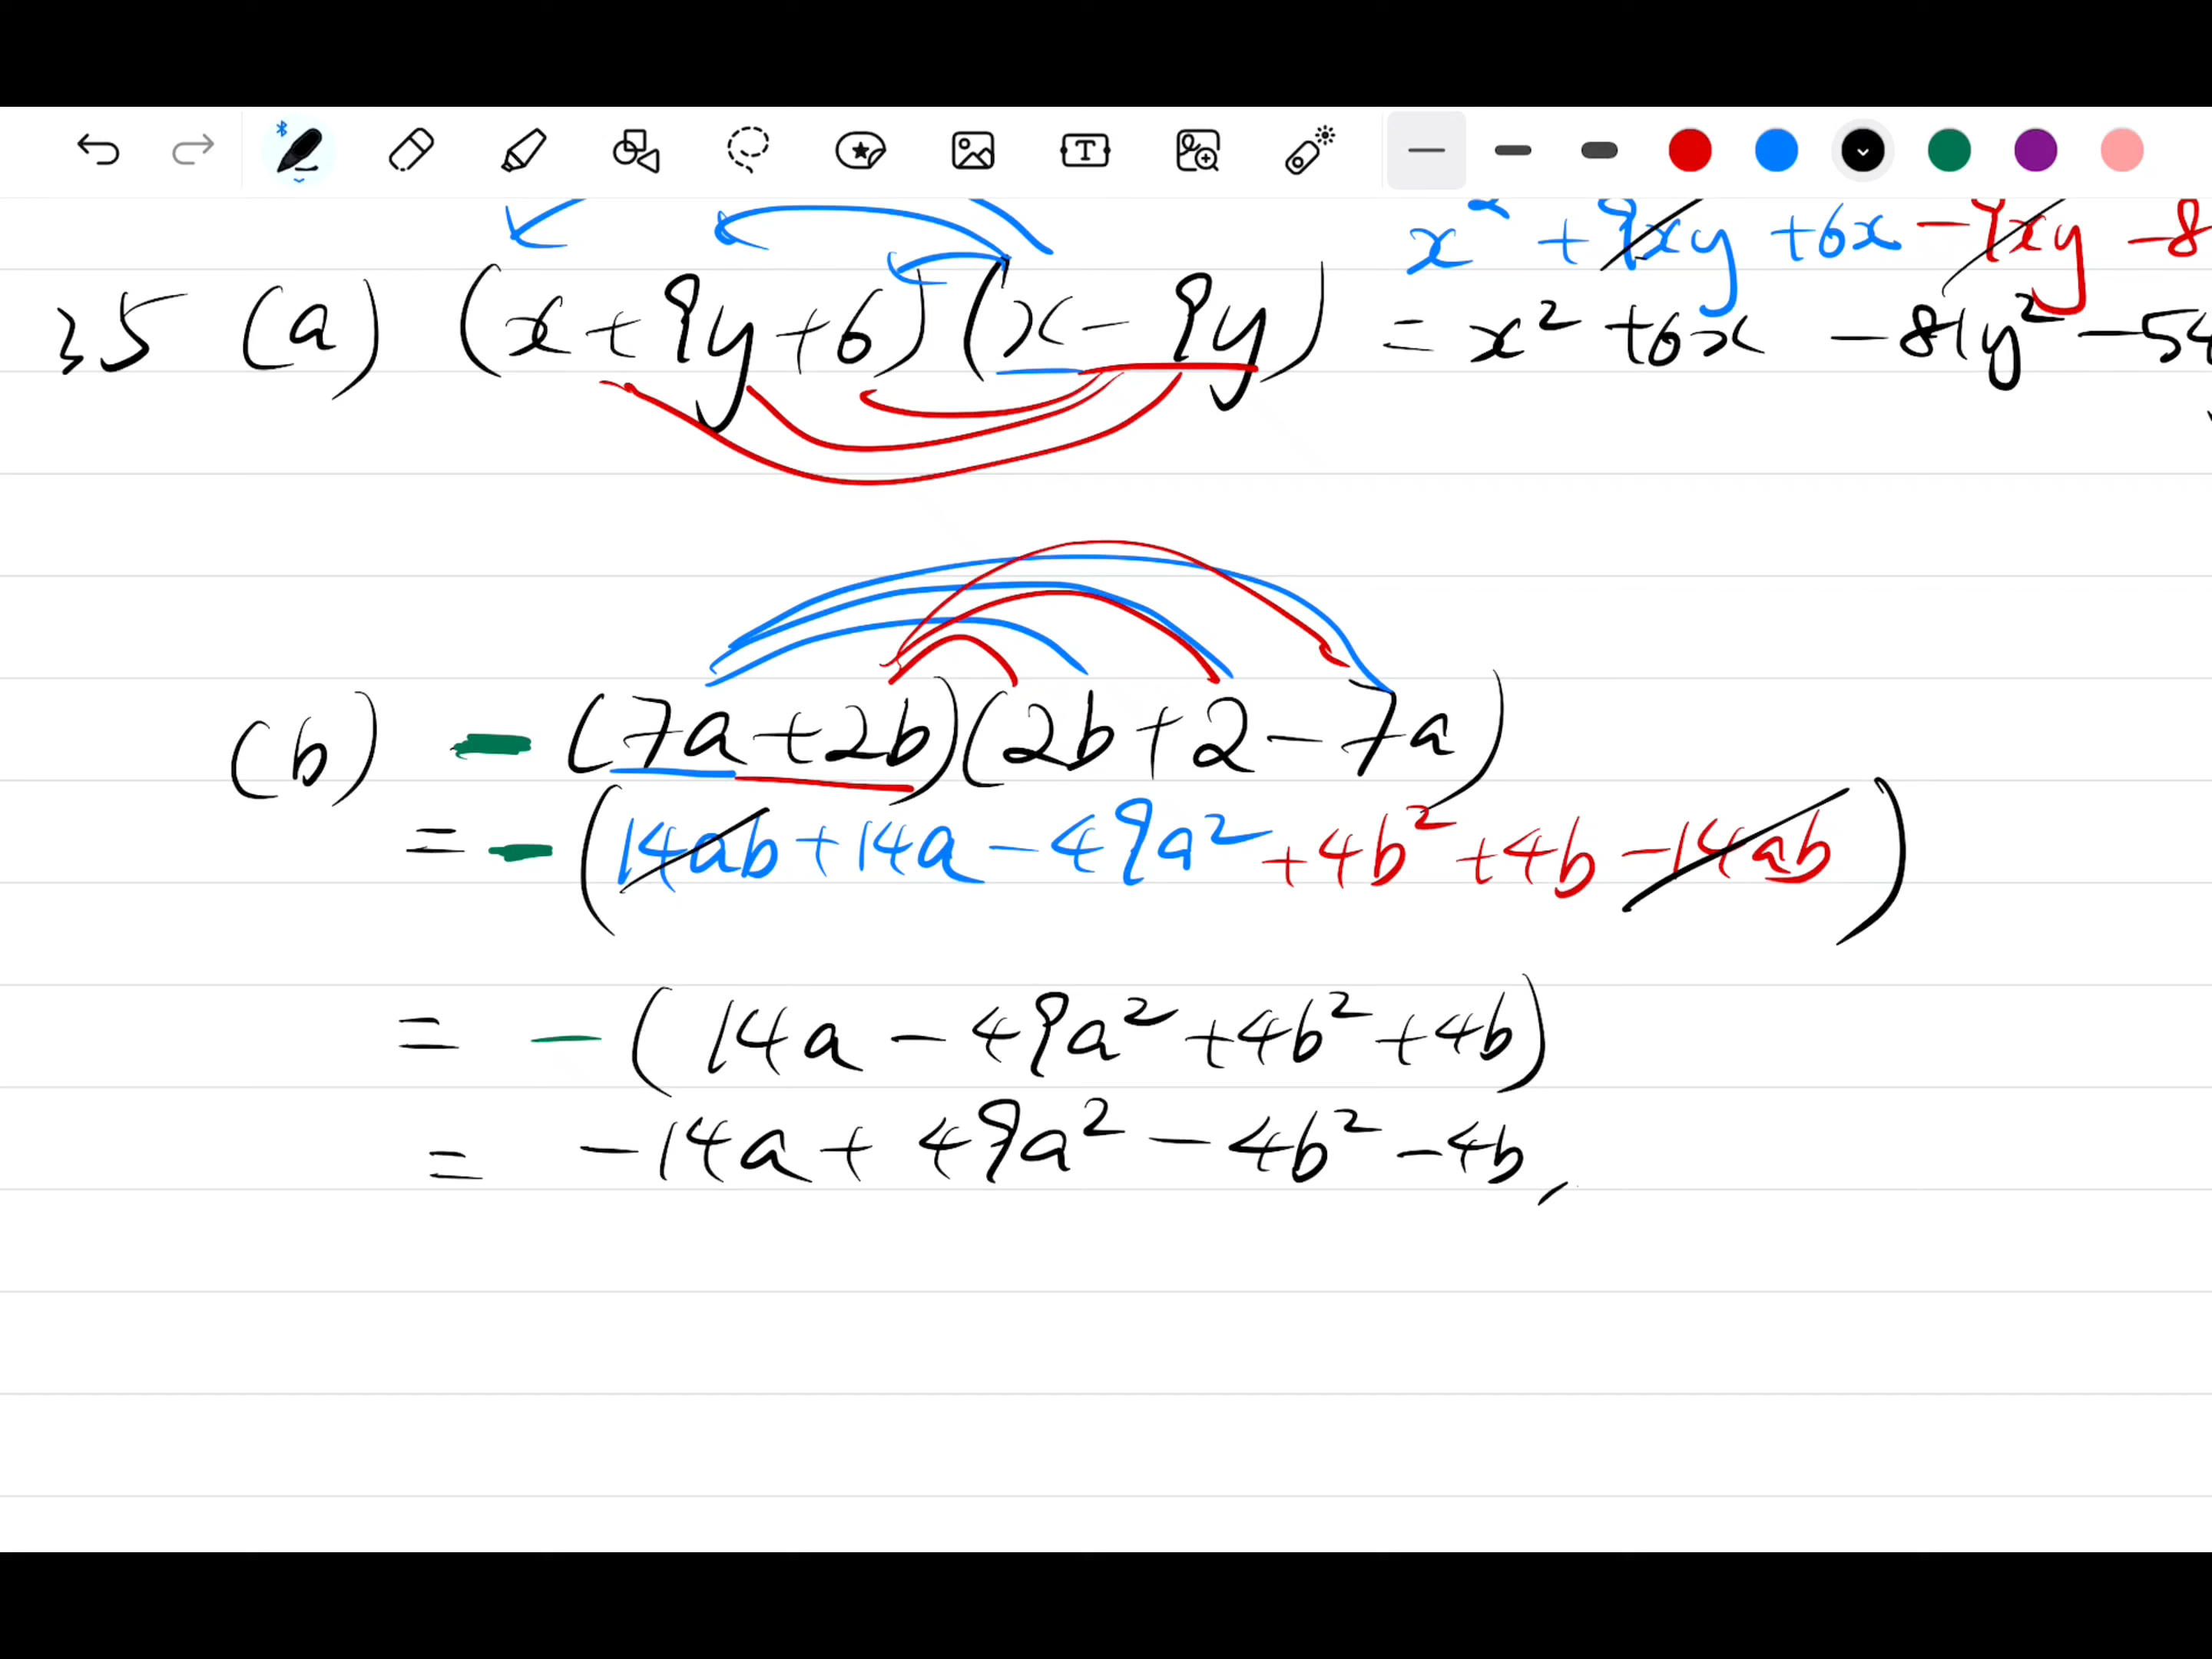 x² + 9xy + 6x - 9xy - 8
35 (a) (x + 9y + 6)(x - 9y) = x² + 6x - 81y² - 54
(b) - (7a + 2b)(2b + 2 - 7a)
= - (14ab + 14a - 49a² + 4b² + 4b - 14ab)
= - (14a - 49a² + 4b² + 4b)
= - 14a + 49a² - 4b² - 4b